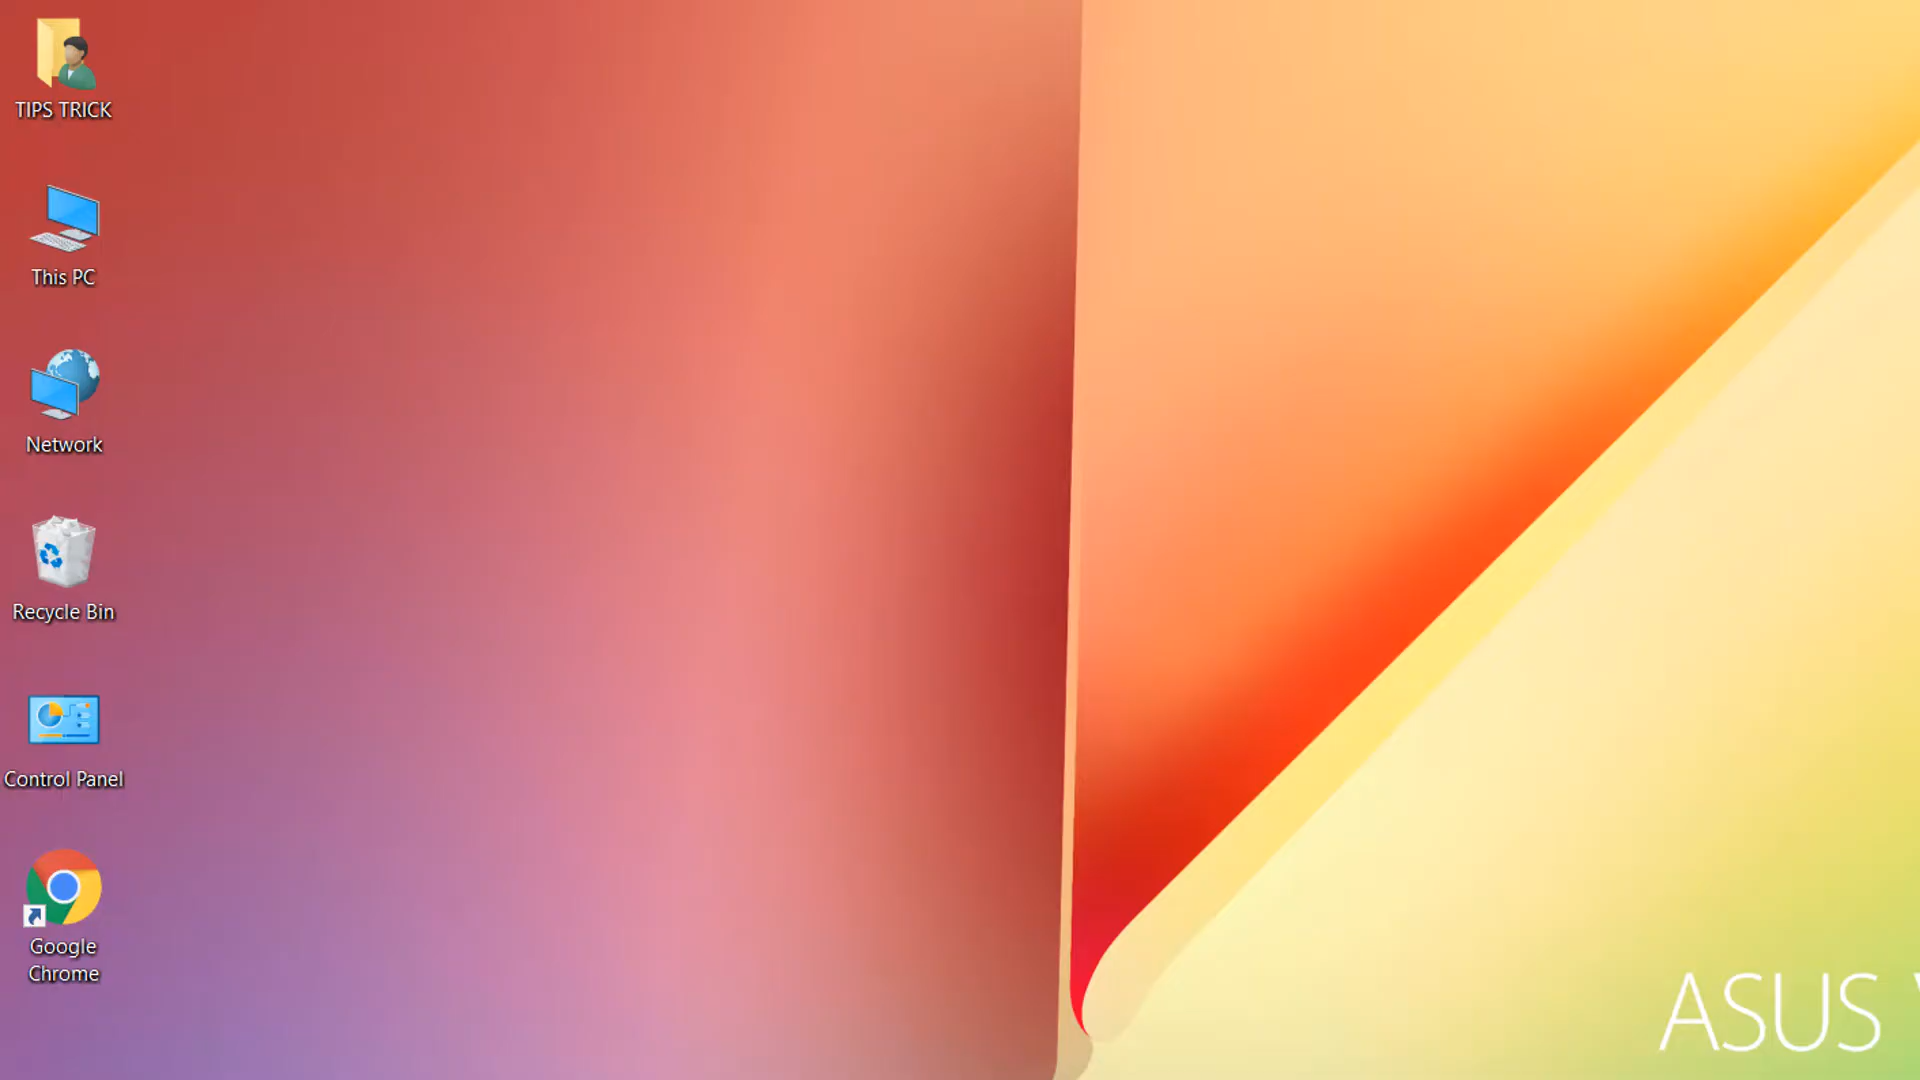 TIPS TRICK
This PC
Network
Recycle Bin
Control Panel
Google
Chrome
ASUS